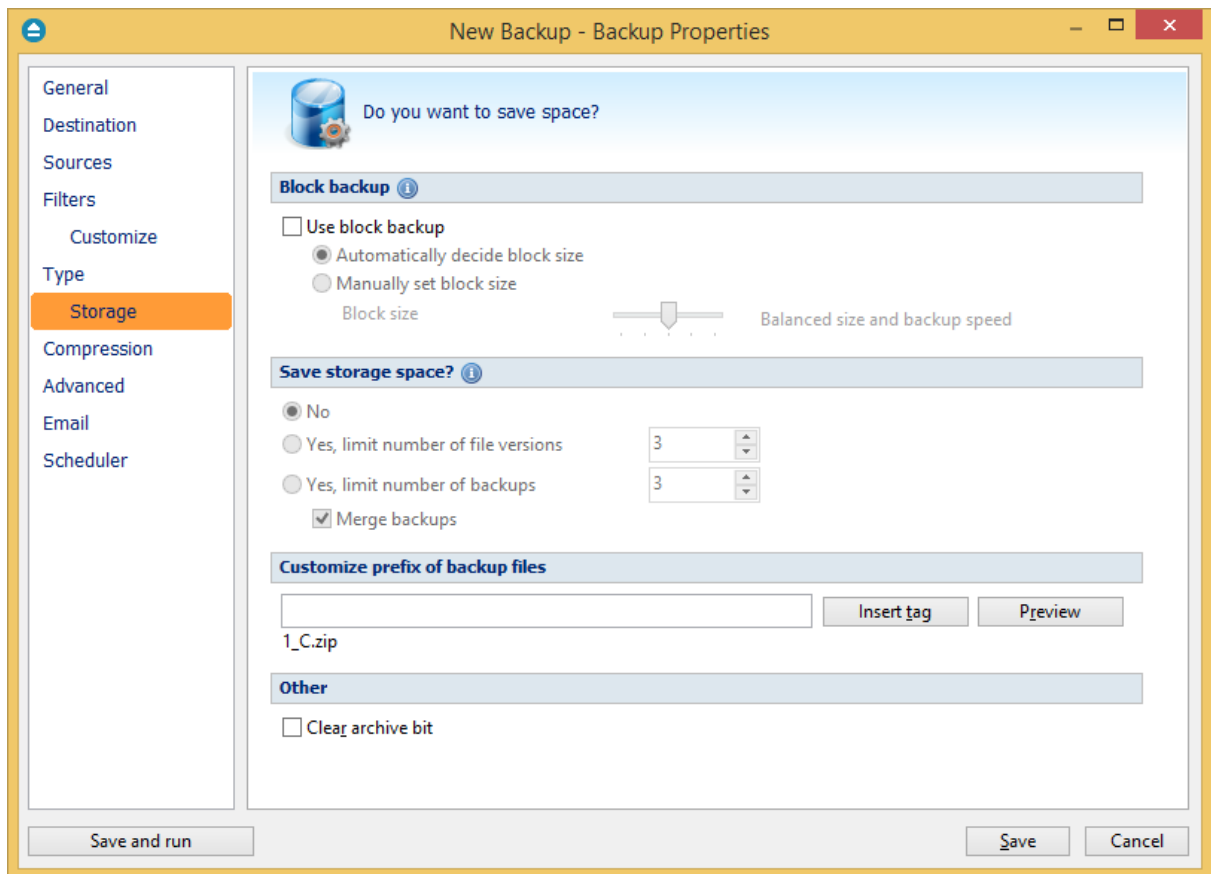 New Backup - Backup Properties
General
Destination
Sources
Filters
Customize
Type
Storage
Compression
Advanced
Email
Scheduler
Do you want to save space?
Block backup
Use block backup
Automatically decide block size
Manually set block size
Block size Balanced size and backup speed
Save storage space?
No
Yes, limit number of file versions 3
Yes, limit number of backups 3
Merge backups
Customize prefix of backup files
Insert tag Preview
1_C.zip
Other
Clear archive bit
Save and run Save Cancel